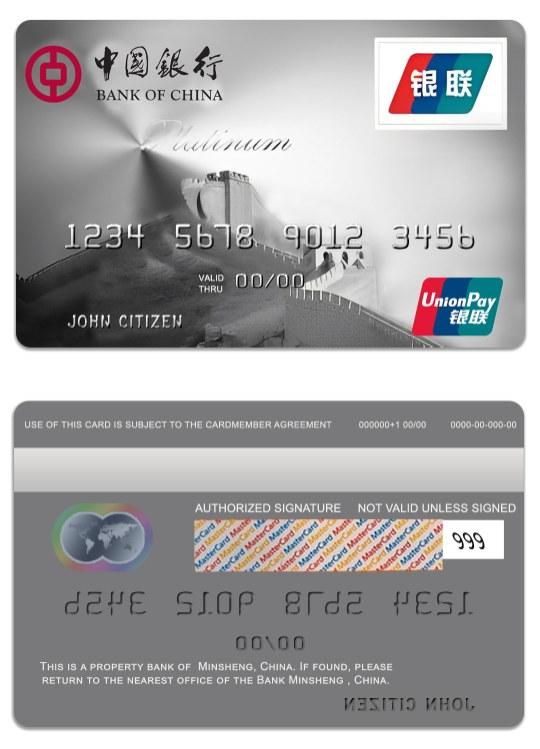 中國銀行
BANK OF CHINA
银联
Platinum
1234 5678 9012 3456
VALID THRU 00/00
JOHN CITIZEN
UnionPay
银联
USE OF THIS CARD IS SUBJECT TO THE CARDMEMBER AGREEMENT 000000+1 00/00 0000-00-000-00
AUTHORIZED SIGNATURE NOT VALID UNLESS SIGNED
MasterCard MasterCard MasterCard
999
1234 5678 9012 3456
00/00
THIS IS A PROPERTY BANK OF MINSHENG, CHINA. IF FOUND, PLEASE
RETURN TO THE NEAREST OFFICE OF THE BANK MINSHENG , CHINA.
JOHN CITIZEN